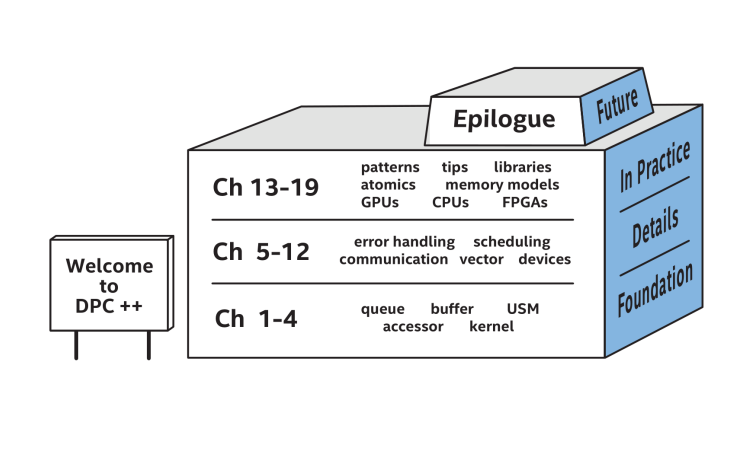 Epilogue
Future
Ch 13-19
patterns tips libraries
atomics memory models
GPUs CPUs FPGAs
In Practice
Ch 5-12
error handling scheduling
communication vector devices
Details
Ch 1-4
queue buffer USM
accessor kernel
Foundation
Welcome
to
DPC ++